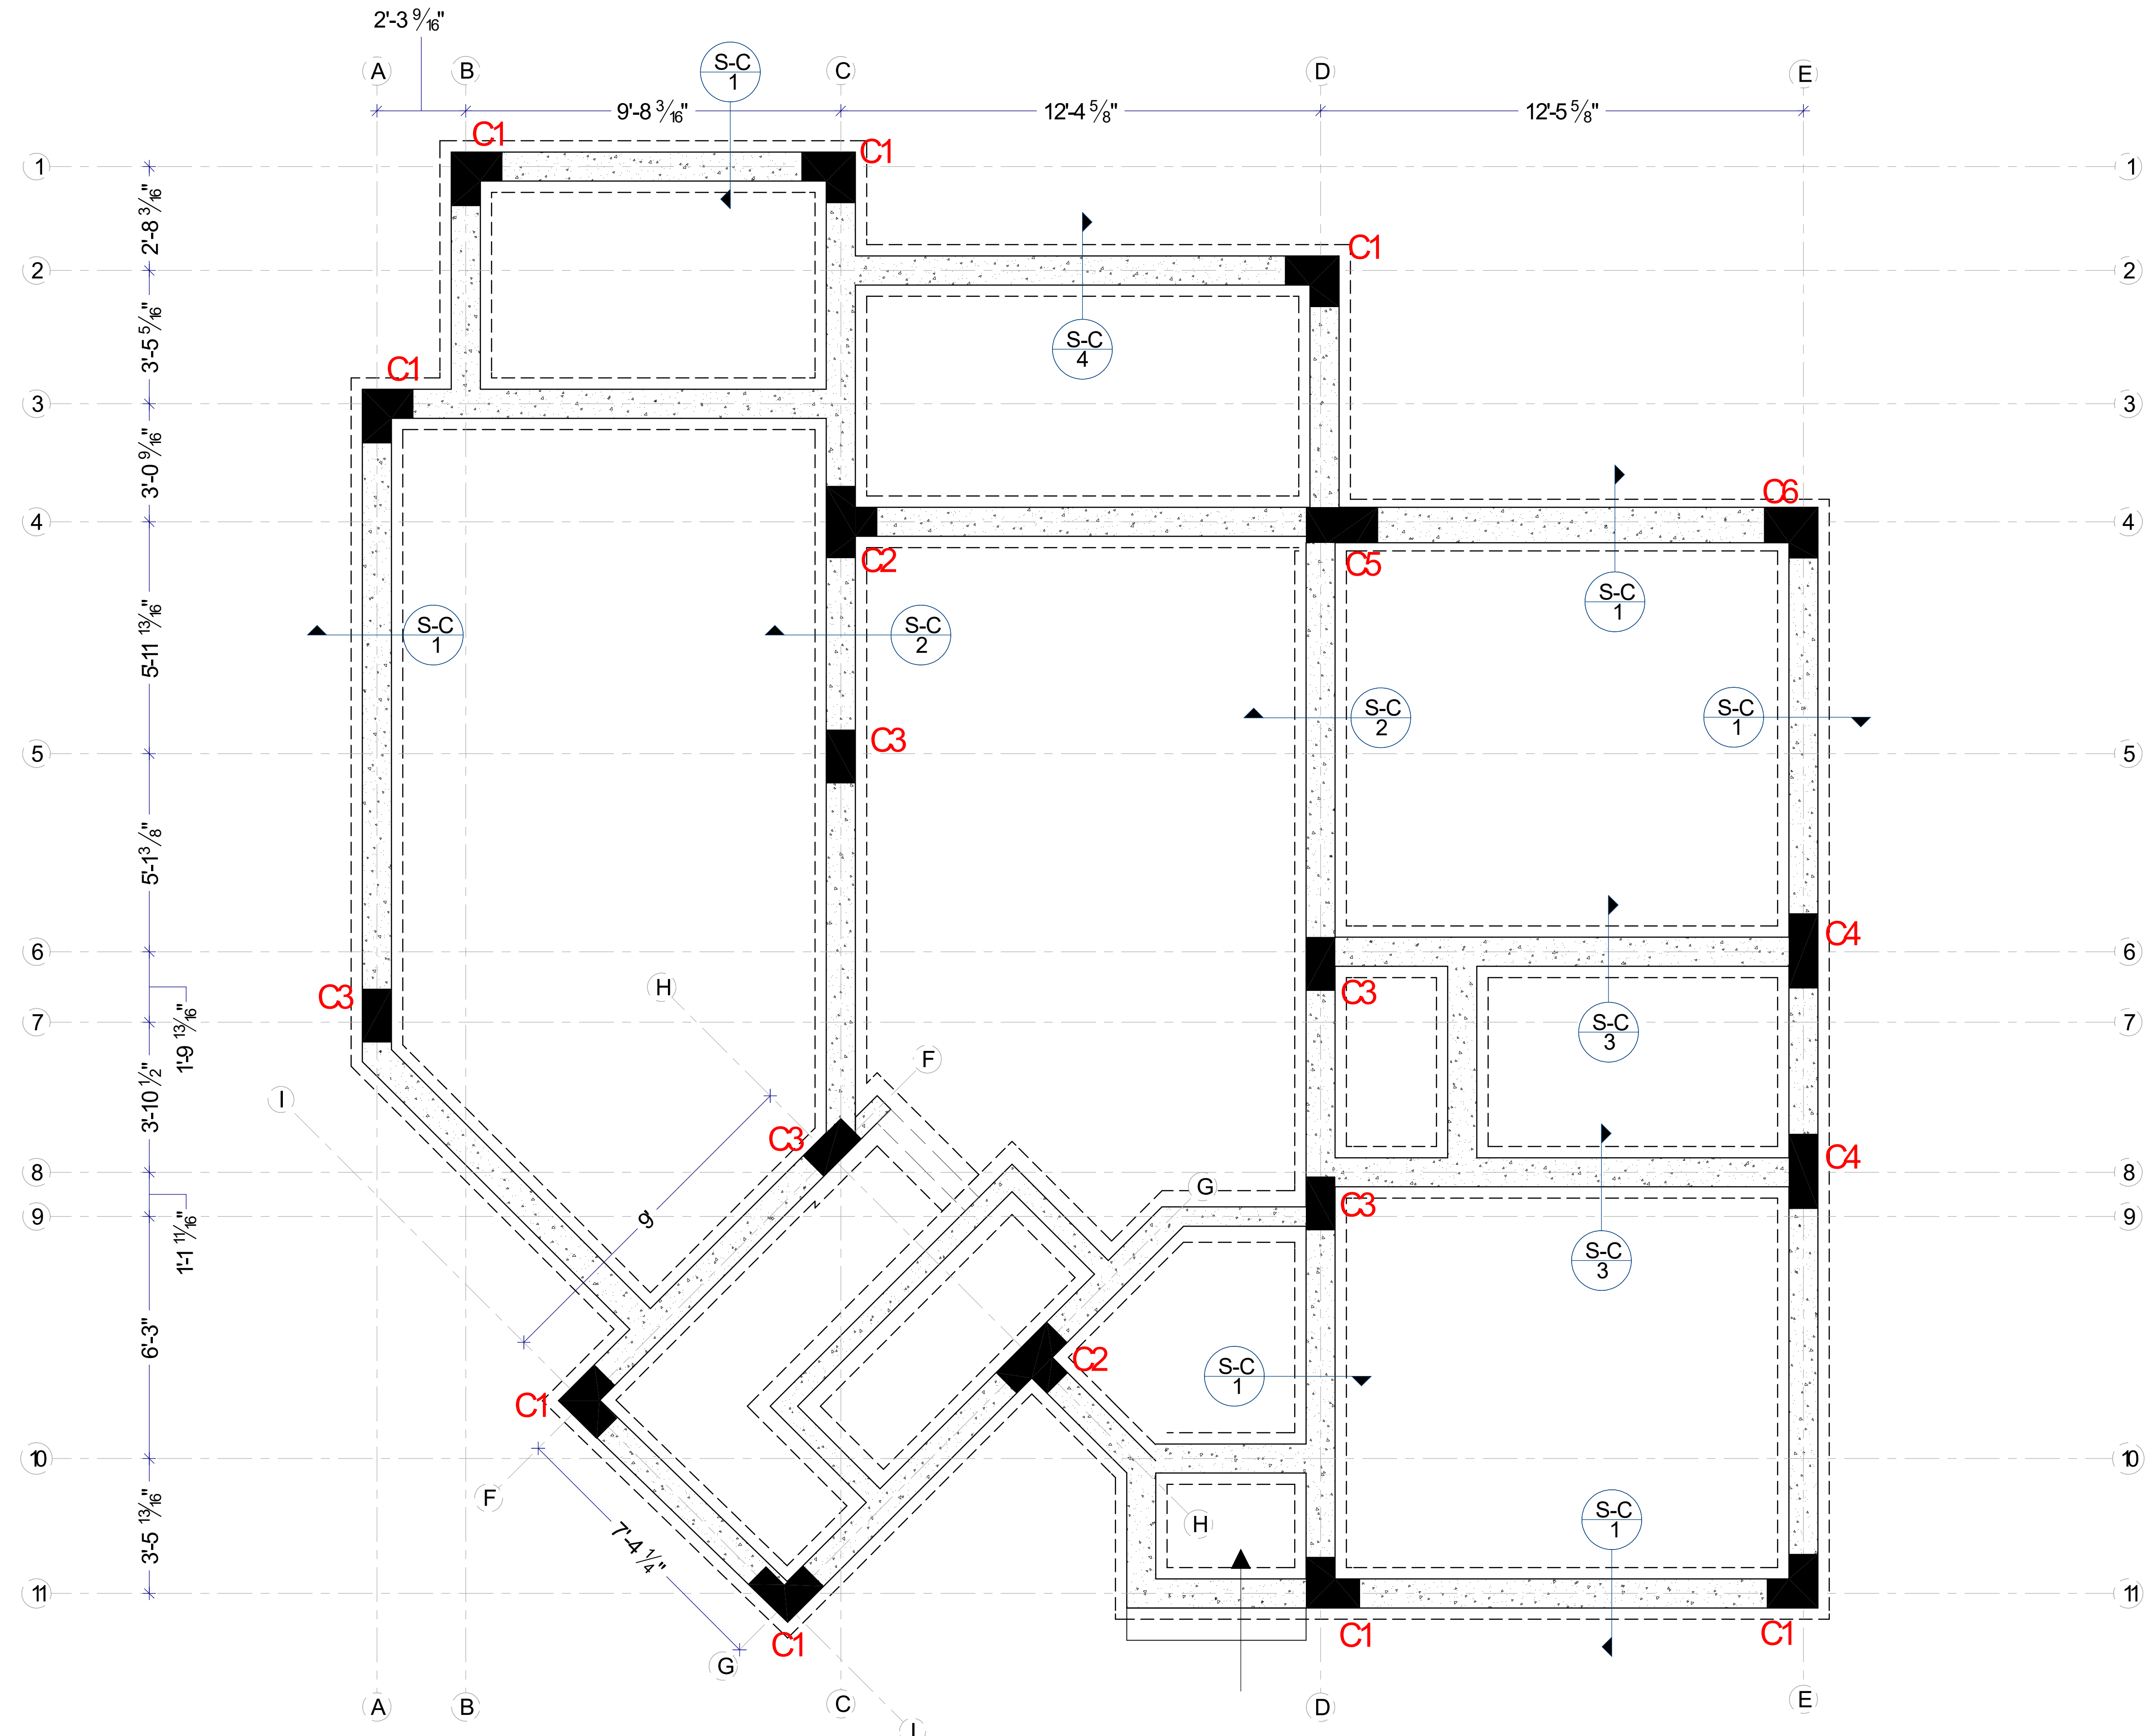 2'-3 9/16"
A
B
S-C
1
C
D
E
9'-8 3/16"
12'-4 5/8"
12'-5 5/8"
C1
C1
1
1
2'-8 3/16"
C1
2
2
3'-5 5/16"
S-C
4
C1
3
3
3'-0 9/16"
C6
4
4
C2
C5
S-C
1
5-11 13/16"
S-C
1
S-C
2
S-C
2
S-C
1
C3
5
5
5'-1 3/8"
C4
6
6
H
C3
C3
7
7
1'-9 13/16"
S-C
3
F
I
3'-10 1/2"
C3
C4
8
8
G
C3
9
9
9'
1'-1 11/16"
S-C
3
6'-3"
C2
S-C
1
C1
10
10
F
H
S-C
1
3'-5 13/16"
7'-4 1/4"
11
11
C1
C1
C1
G
A
B
C
D
E